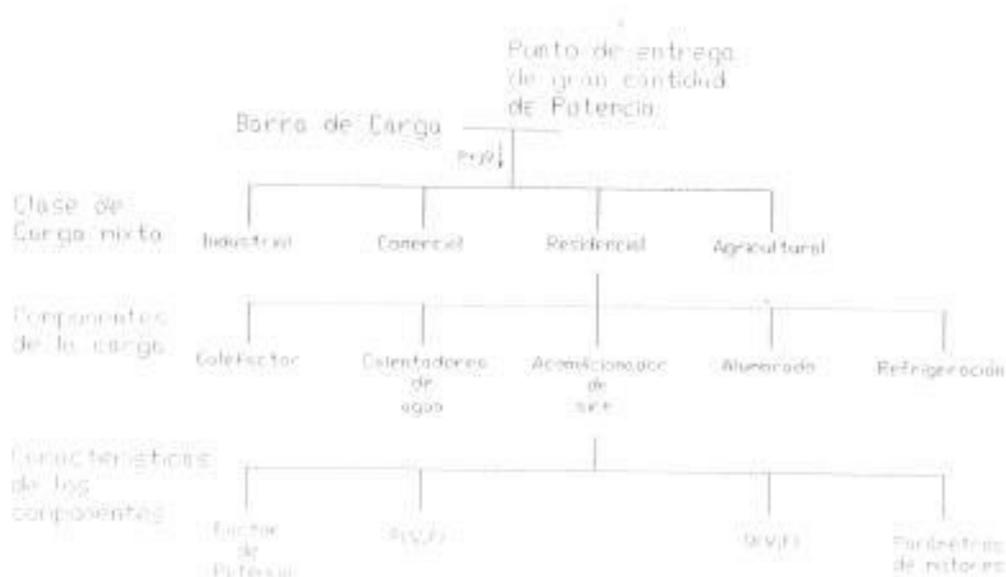 Punto de entrega
de gran cantidad
de Potencia
Barra de Carga
P+jQ
Clase de
Carga mixta
Industrial
Comercial
Residencial
Agricultural
Componentes
de la carga
Calefactor
Calentadores
de
agua
Acondicionador
de
aire
Alumbrado
Refrigeración
Características
de los
componentes
Factor
de
Potencia
P(V,F)
Q(V,F)
Parámetros
de motores